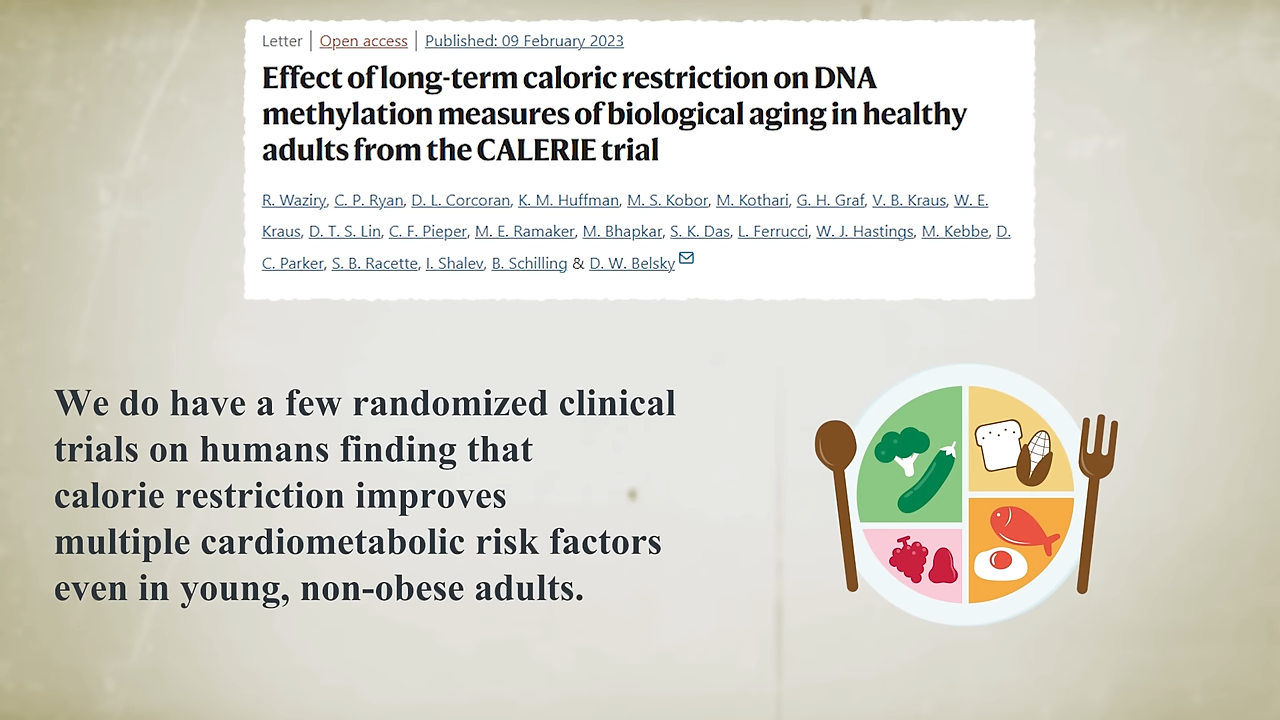 Letter | Open access | Published: 09 February 2023
Effect of long-term caloric restriction on DNA
methylation measures of biological aging in healthy
adults from the CALERIE trial
R. Waziry, C. P. Ryan, D. L. Corcoran, K. M. Huffman, M. S. Kobor, M. Kothari, G. H. Graf, V. B. Kraus, W. E.
Kraus, D. T. S. Lin, C. F. Pieper, M. E. Ramaker, M. Bhapkar, S. K. Das, L. Ferrucci, W. J. Hastings, M. Kebbe, D.
C. Parker, S. B. Racette, I. Shalev, B. Schilling & D. W. Belsky
We do have a few randomized clinical
trials on humans finding that
calorie restriction improves
multiple cardiometabolic risk factors
even in young, non-obese adults.